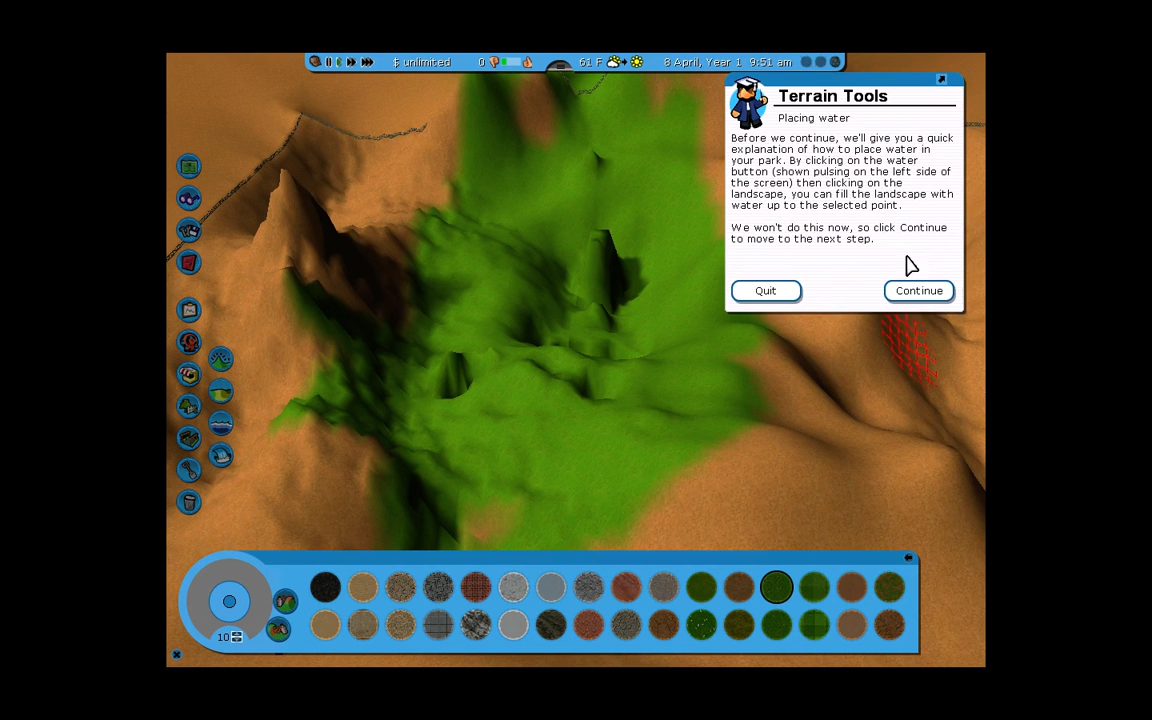 $ unlimited 0 61 F 8 April, Year 1 9:51 am
Terrain Tools
Placing water
Before we continue, we'll give you a quick
explanation of how to place water in
your park. By clicking on the water
button (shown pulsing on the left side of
the screen) then clicking on the
landscape, you can fill the landscape with
water up to the selected point.
We won't do this now, so click Continue
to move to the next step.
Quit Continue
10